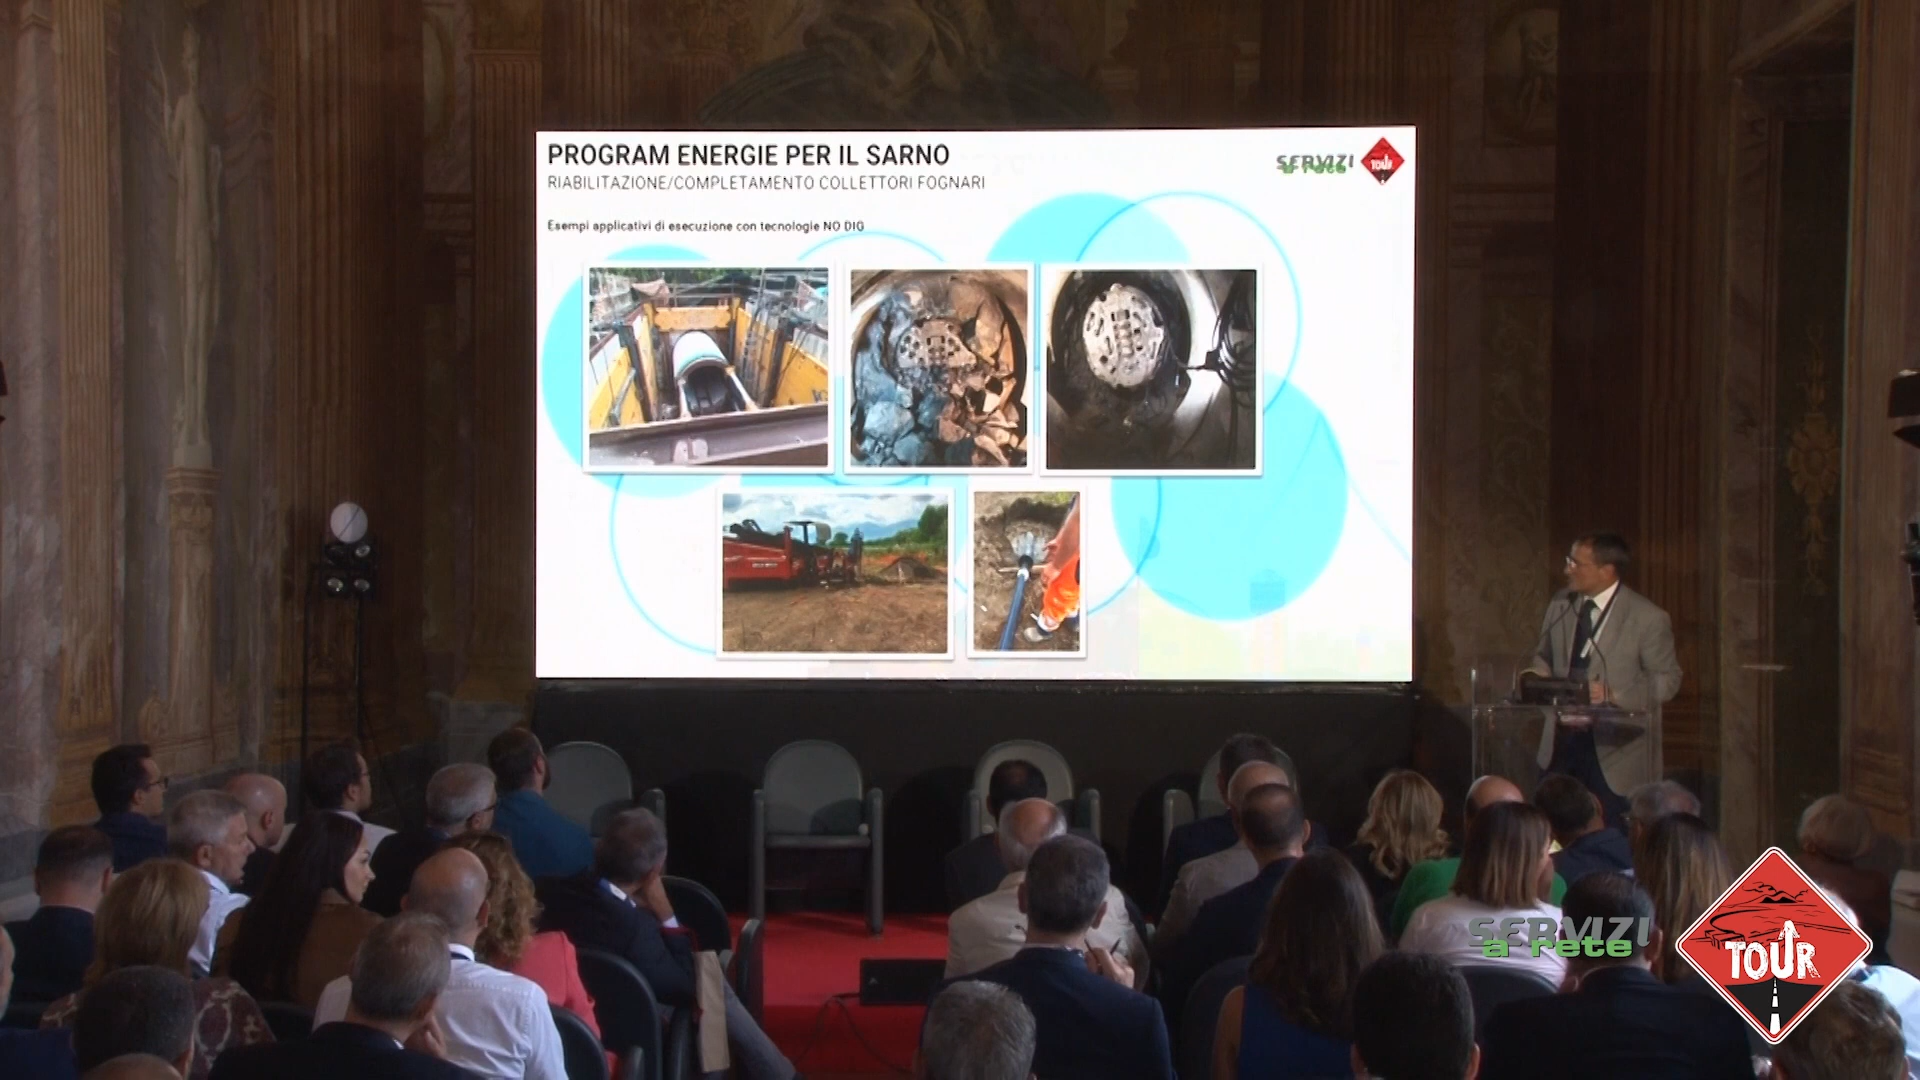 PROGRAM ENERGIE PER IL SARNO
RIABILITAZIONE/COMPLETAMENTO COLLETTORI FOGNARI
SERVIZI
a rete
TOUR
Esempi applicativi di esecuzione con tecnologie NO DIG
SERVIZI
a rete
TOUR